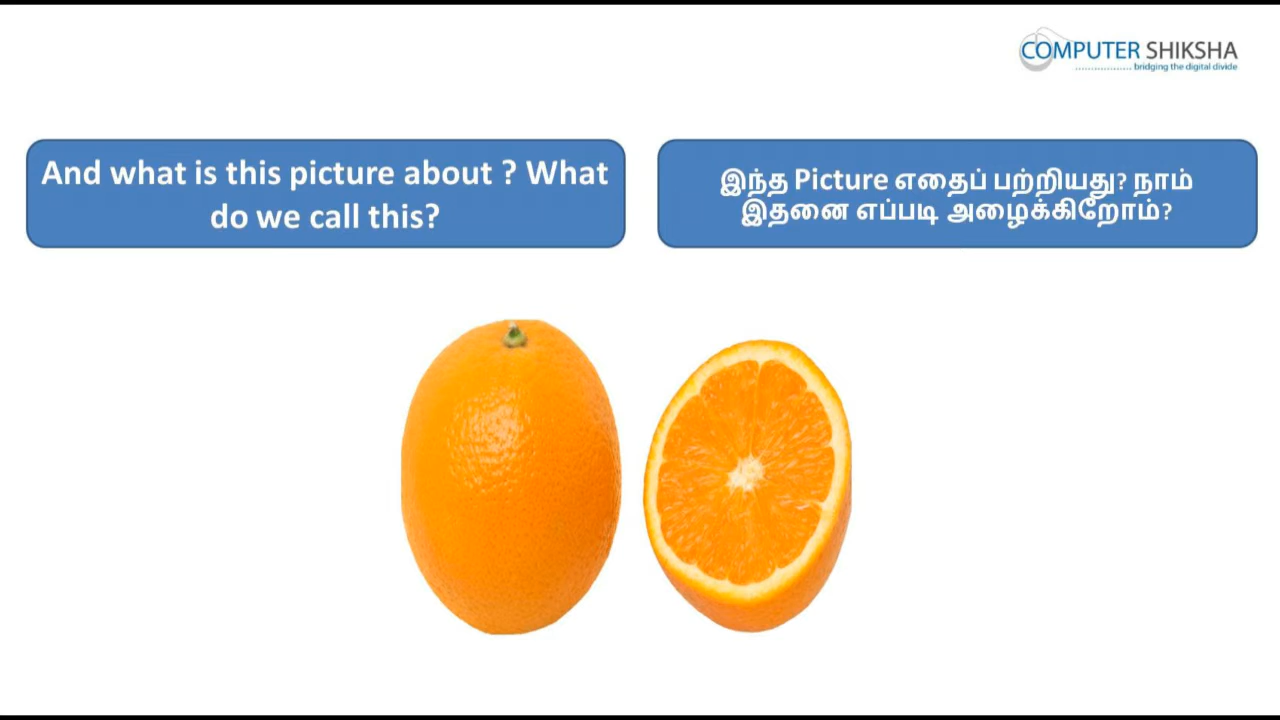 COMPUTER SHIKSHA
.................. bridging the digital divide
And what is this picture about ? What
do we call this?
இந்த Picture எதைப் பற்றியது? நாம்
இதனை எப்படி அழைக்கிறோம்?